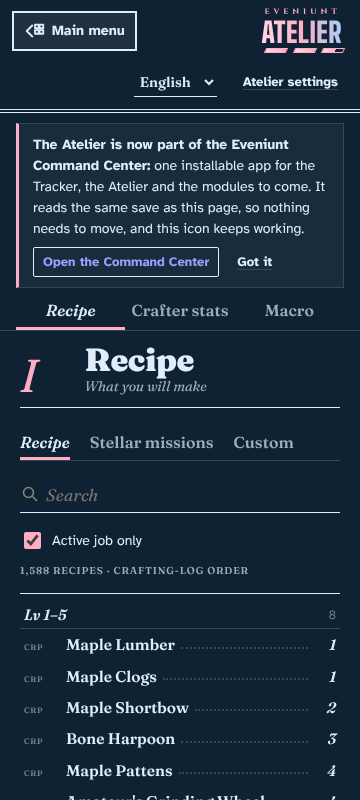 Main menu
EVENIUNT
ATELIER
English
Atelier settings
The Atelier is now part of the Eveniunt
Command Center: one installable app for the
Tracker, the Atelier and the modules to come. It
reads the same save as this page, so nothing
needs to move, and this icon keeps working.
Open the Command Center
Got it
Recipe
Crafter stats
Macro
I
Recipe
What you will make
Recipe
Stellar missions
Custom
Search
Active job only
1,588 RECIPES · CRAFTING-LOG ORDER
Lv 1–5 8
CRP Maple Lumber 1
CRP Maple Clogs 1
CRP Maple Shortbow 2
CRP Bone Harpoon 3
CRP Maple Pattens 4
Amateur's Grinding Wheel